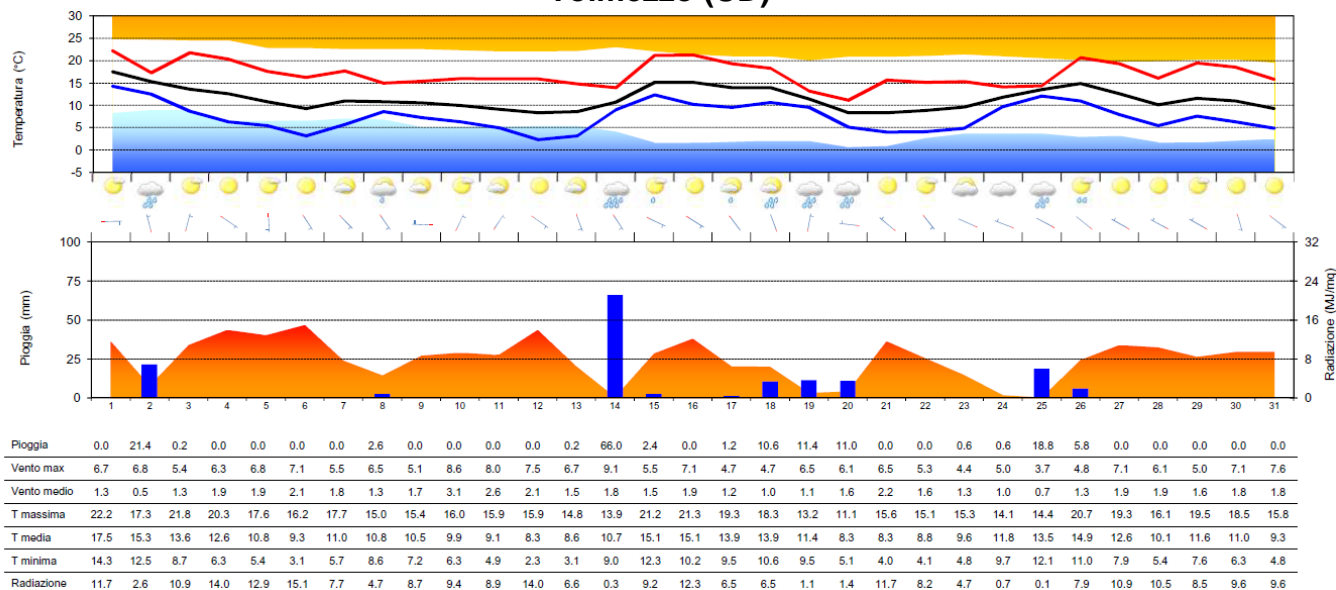 30
25
20
15
10
5
0
-5
Temperatura (°C)
100
75
50
25
0
Pioggia (mm)
32
24
16
8
0
Radiazione (MJ/mq)
1 2 3 4 5 6 7 8 9 10 11 12 13 14 15 16 17 18 19 20 21 22 23 24 25 26 27 28 29 30 31
Pioggia 0.0 21.4 0.2 0.0 0.0 0.0 0.0 2.6 0.0 0.0 0.0 0.0 0.2 66.0 2.4 0.0 1.2 10.6 11.4 11.0 0.0 0.0 0.6 0.6 18.8 5.8 0.0 0.0 0.0 0.0 0.0
Vento max 6.7 6.8 5.4 6.3 6.8 7.1 5.5 6.5 5.1 8.6 8.0 7.5 6.7 9.1 5.5 7.1 4.7 4.7 6.5 6.1 6.5 5.3 4.4 5.0 3.7 4.8 7.1 6.1 5.0 7.1 7.6
Vento medio 1.3 0.5 1.3 1.9 1.9 2.1 1.8 1.3 1.7 3.1 2.6 2.1 1.5 1.8 1.5 1.9 1.2 1.0 1.1 1.6 2.2 1.6 1.3 1.0 0.7 1.3 1.9 1.9 1.6 1.8 1.8
T massima 22.2 17.3 21.8 20.3 17.6 16.2 17.7 15.0 15.4 16.0 15.9 15.9 14.8 13.9 21.2 21.3 19.3 18.3 13.2 11.1 15.6 15.1 15.3 14.1 14.4 20.7 19.3 16.1 19.5 18.5 15.8
T media 17.5 15.3 13.6 12.6 10.8 9.3 11.0 10.8 10.5 9.9 9.1 8.3 8.6 10.7 15.1 15.1 13.9 13.9 11.4 8.3 8.3 8.8 9.6 11.8 13.5 14.9 12.6 10.1 11.6 11.0 9.3
T minima 14.3 12.5 8.7 6.3 5.4 3.1 5.7 8.6 7.2 6.3 4.9 2.3 3.1 9.0 12.3 10.2 9.5 10.6 9.5 5.1 4.0 4.1 4.8 9.7 12.1 11.0 7.9 5.4 7.6 6.3 4.8
Radiazione 11.7 2.6 10.9 14.0 12.9 15.1 7.7 4.7 8.7 9.4 8.9 14.0 6.6 0.3 9.2 12.3 6.5 6.5 1.1 1.4 11.7 8.2 4.7 0.7 0.1 7.9 10.9 10.5 8.5 9.6 9.6